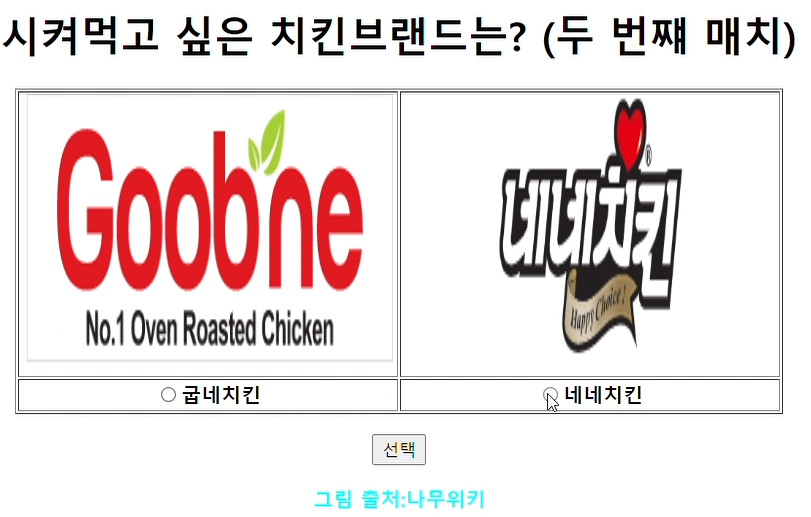 시켜먹고 싶은 치킨브랜드는? (두 번쨰 매치)
Goobne
No.1 Oven Roasted Chicken
네네치킨
®
Happy Choice!
굽네치킨
네네치킨
선택
그림 출처:나무위키